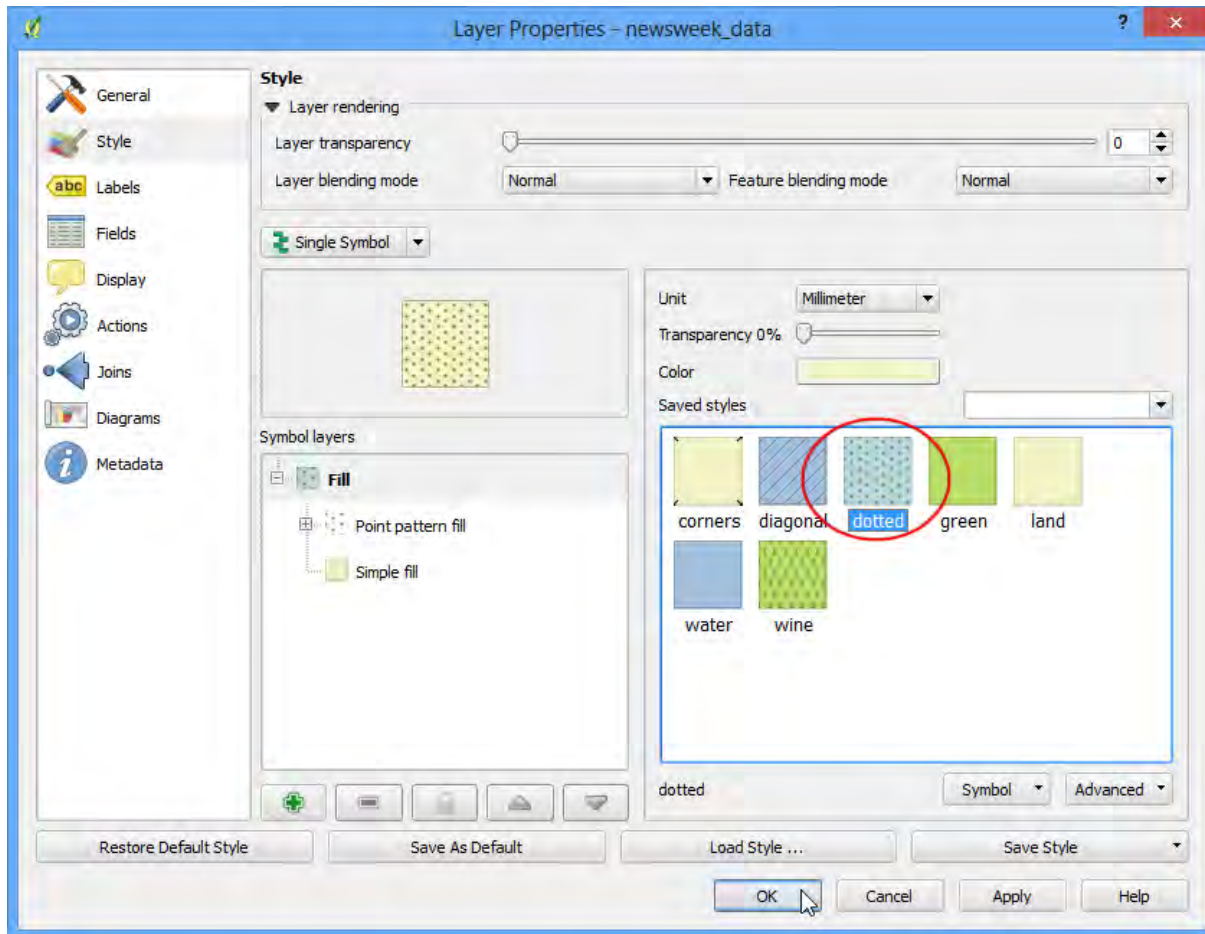 Layer Properties - newsweek_data
?
General
Style
Labels
Fields
Display
Actions
Joins
Diagrams
Metadata
abc
Style
Layer rendering
Layer transparency 0
Layer blending mode Normal Feature blending mode Normal
Single Symbol
Symbol layers
Fill
Point pattern fill
Simple fill
Unit Millimeter
Transparency 0%
Color
Saved styles
corners diagonal dotted green land
water wine
dotted Symbol Advanced
Restore Default Style Save As Default Load Style ... Save Style
OK Cancel Apply Help